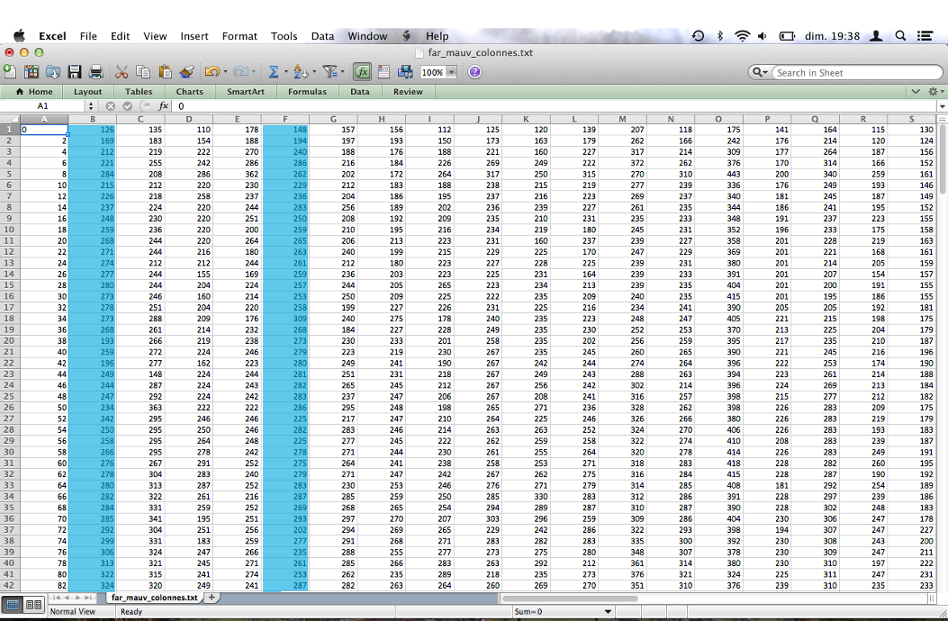 Excel File Edit View Insert Format Tools Data Window Help dim. 19:38
far_mauv_colonnes.txt
100% Search in Sheet
Home Layout Tables Charts SmartArt Formulas Data Review
A1 fx 0
A B C D E F G H I J K L M N O P Q R S
1 0 126 135 110 178 148 157 156 112 125 120 139 207 118 175 141 164 115 130
2 2 169 183 154 188 194 197 193 150 173 163 179 262 166 242 176 214 120 124
3 4 212 219 222 270 240 188 176 188 221 160 227 317 214 309 177 264 187 156
4 6 221 255 242 286 286 216 184 226 269 249 222 372 262 376 170 314 166 152
5 8 284 208 286 362 262 202 172 264 317 250 315 270 310 443 200 340 259 161
6 10 215 212 220 230 229 212 183 188 238 215 219 277 239 336 176 249 193 146
7 12 226 218 258 237 236 204 186 195 237 216 223 269 237 340 181 245 187 149
8 14 237 224 220 244 283 256 189 202 236 239 227 261 235 344 186 241 195 152
9 16 248 230 220 251 250 208 192 209 235 210 231 235 233 348 191 237 223 155
10 18 259 236 220 200 259 210 195 216 234 219 180 245 231 352 196 233 175 158
11 20 268 244 220 264 265 206 213 223 231 160 237 239 227 358 201 228 219 163
12 22 271 244 216 180 263 240 199 215 229 225 170 247 229 369 201 221 168 161
13 24 274 212 212 244 261 212 180 223 227 228 225 239 231 380 201 214 205 159
14 26 277 244 155 169 259 236 203 223 225 231 164 239 233 391 201 207 154 157
15 28 280 244 204 224 257 244 205 265 223 234 213 239 235 404 201 200 191 155
16 30 273 246 160 214 253 250 209 225 222 235 209 240 235 415 201 195 186 155
17 32 278 251 204 220 258 199 227 226 231 225 216 234 241 390 205 205 192 181
18 34 273 288 209 176 309 240 275 178 240 235 223 248 247 405 221 215 198 175
19 36 268 261 214 232 268 184 227 228 249 235 230 252 253 370 213 225 204 179
20 38 193 266 219 238 273 230 233 201 258 235 202 256 259 395 217 235 210 187
21 40 259 272 224 246 279 223 219 230 267 235 245 260 265 390 221 245 216 196
22 42 196 277 162 223 280 249 241 190 267 242 244 274 264 396 222 253 174 190
23 44 249 148 224 244 281 251 231 218 267 249 243 288 263 394 223 261 214 188
24 46 244 287 224 243 282 265 245 212 267 256 242 302 214 396 224 269 213 184
25 48 247 292 224 242 283 237 247 206 267 208 241 316 257 398 215 277 212 182
26 50 234 363 222 222 286 295 248 198 265 271 236 328 262 398 226 283 209 175
27 52 242 295 246 246 225 217 247 210 264 225 246 326 266 380 226 283 219 179
28 54 250 295 250 246 282 283 246 214 263 263 252 324 270 406 226 283 193 183
29 56 258 295 264 248 225 277 245 222 262 259 258 322 274 410 208 283 239 187
30 58 266 295 278 242 278 271 244 230 261 255 264 320 278 414 226 283 249 191
31 60 276 267 291 252 275 264 241 238 258 253 271 318 283 418 228 282 260 195
32 62 278 304 283 240 279 271 247 242 267 262 275 316 284 415 228 287 190 192
33 64 280 313 287 252 283 230 253 246 276 271 279 314 285 408 181 292 254 189
34 66 282 322 261 216 287 285 259 250 285 330 283 312 286 391 228 297 239 186
35 68 284 331 259 252 269 268 265 254 294 289 287 310 287 390 228 302 248 183
36 70 285 341 195 251 293 297 270 207 303 296 259 309 286 404 230 306 247 178
37 72 292 304 251 256 202 294 269 265 229 242 286 322 293 398 194 307 247 227
38 74 299 331 183 259 277 291 268 271 283 282 283 335 300 392 230 308 243 200
39 76 306 324 247 266 235 288 255 277 273 275 280 348 307 378 230 309 247 211
40 78 313 321 245 271 261 285 266 283 263 292 212 361 314 380 230 310 197 222
41 80 322 315 241 274 253 262 235 289 218 235 273 376 321 324 225 311 247 231
42 82 324 320 249 241 287 282 263 264 260 269 270 351 310 376 239 310 235 233
far_mauv_colonnes.txt
Normal View Ready Sum=0